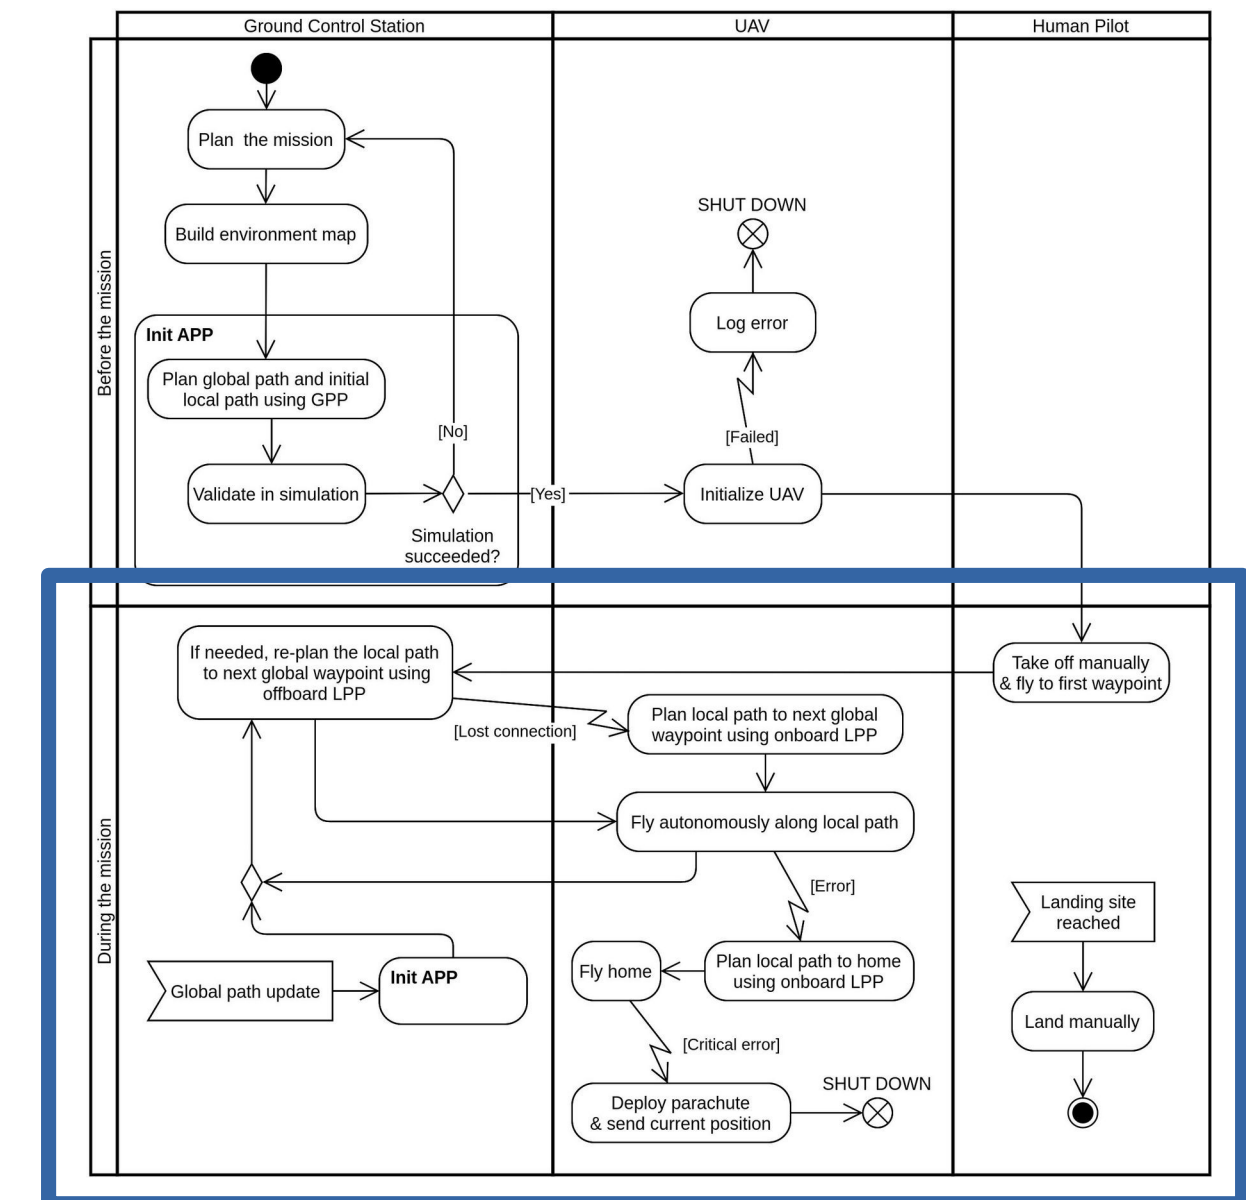 Ground Control Station
UAV
Human Pilot
Before the mission
Plan  the mission
Build environment map
Init APP
Plan global path and initial
local path using GPP
Validate in simulation
[No]
[Yes]
Simulation
succeeded?
SHUT DOWN
Log error
[Failed]
Initialize UAV
During the mission
If needed, re-plan the local path
to next global waypoint using
offboard LPP
Take off manually
& fly to first waypoint
[Lost connection]
Plan local path to next global
waypoint using onboard LPP
Fly autonomously along local path
[Error]
Landing site
reached
Global path update
Init APP
Fly home
Plan local path to home
using onboard LPP
Land manually
[Critical error]
Deploy parachute
& send current position
SHUT DOWN